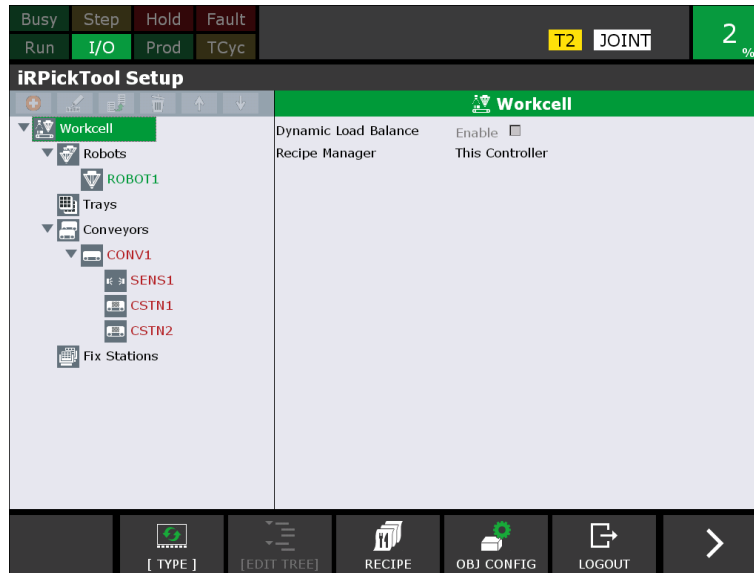 Busy Step Hold Fault
Run I/O Prod TCyc
T2 JOINT
2 %
iRPickTool Setup
Workcell
Workcell
Dynamic Load Balance Enable
Robots
Recipe Manager This Controller
ROBOT1
Trays
Conveyors
CONV1
SENS1
CSTN1
CSTN2
Fix Stations
[ TYPE ] [EDIT TREE] RECIPE OBJ CONFIG LOGOUT